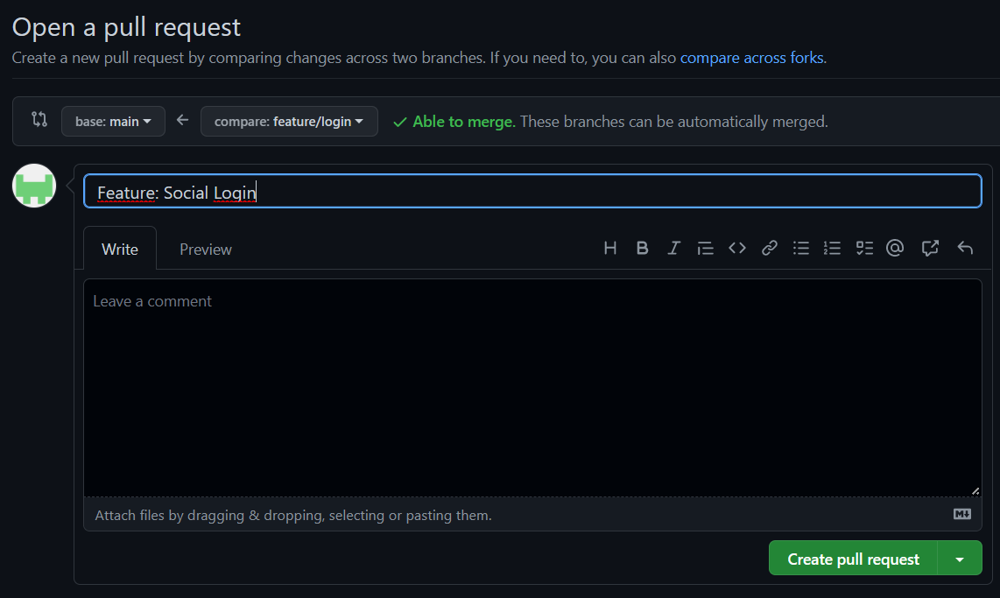 Open a pull request
Create a new pull request by comparing changes across two branches. If you need to, you can also compare across forks.
base: main compare: feature/login Able to merge. These branches can be automatically merged.
Feature: Social Login
Write Preview H B I @
Leave a comment
Attach files by dragging & dropping, selecting or pasting them. M
Create pull request